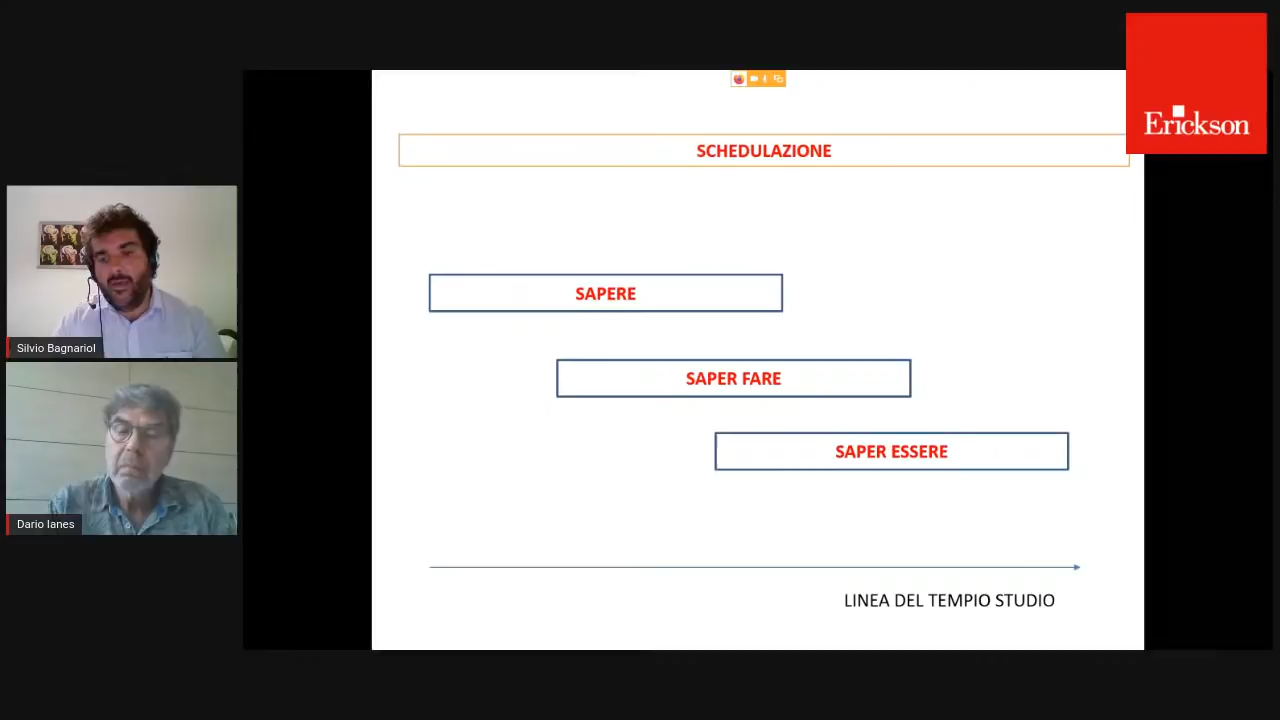 Erickson
SCHEDULAZIONE
SAPERE
SAPER FARE
SAPER ESSERE
LINEA DEL TEMPIO STUDIO
Silvio Bagnariol
Dario Ianes